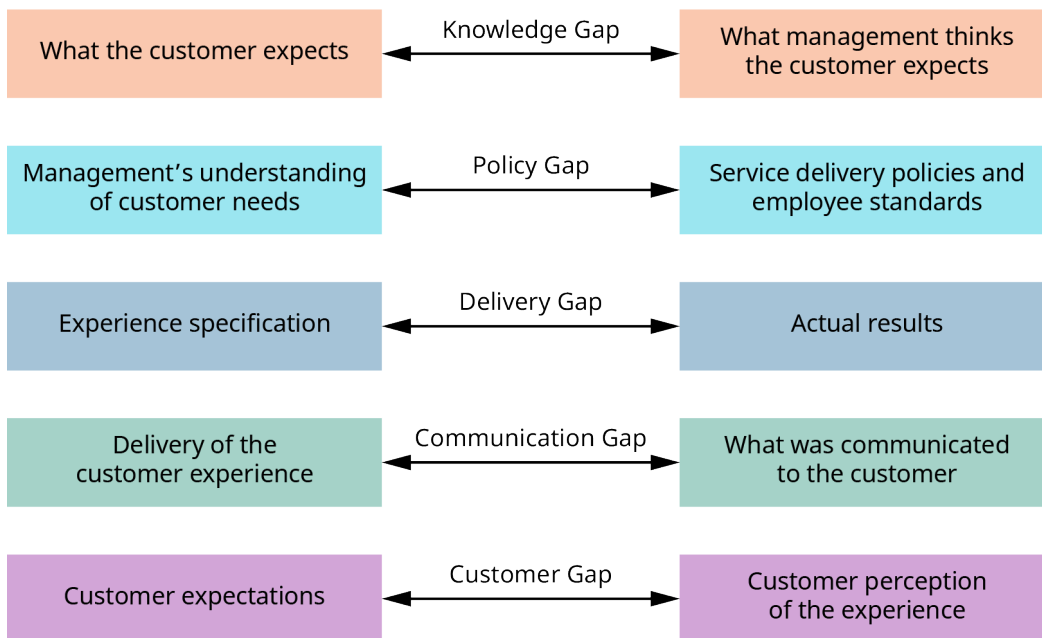 What the customer expects
Knowledge Gap
What management thinks
the customer expects
Management’s understanding
of customer needs
Policy Gap
Service delivery policies and
employee standards
Experience specification
Delivery Gap
Actual results
Delivery of the
customer experience
Communication Gap
What was communicated
to the customer
Customer expectations
Customer Gap
Customer perception
of the experience